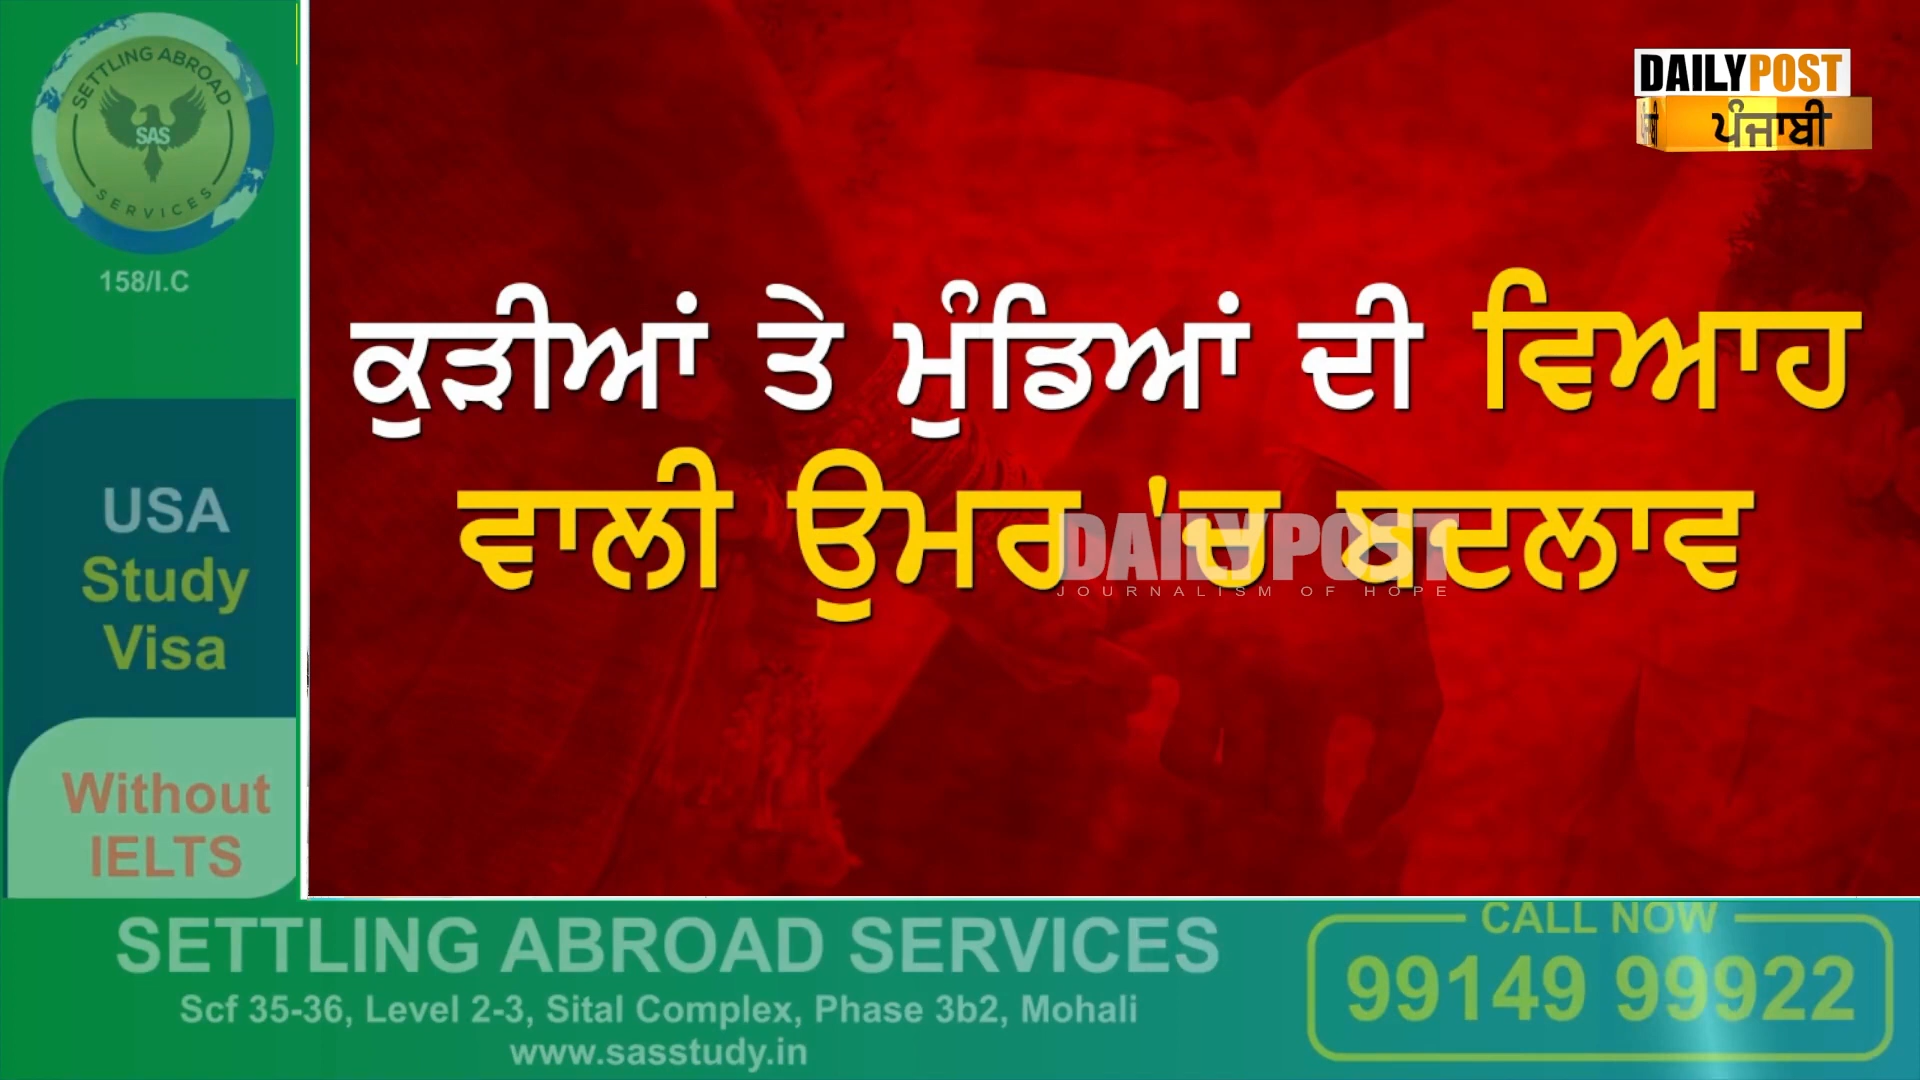 SETTLING ABROAD
SAS
SERVICES
158/I.C
USA
Study
Visa
Without
IELTS
DAILYPOST
ਪੰਜਾਬੀ
ਕੁੜੀਆਂ ਤੇ ਮੁੰਡਿਆਂ ਦੀ ਵਿਆਹ
ਵਾਲੀ ਉਮਰ 'ਚ ਬਦਲਾਵ
DAILYPOST
JOURNALISM OF HOPE
SETTLING ABROAD SERVICES
Scf 35-36, Level 2-3, Sital Complex, Phase 3b2, Mohali
www.sasstudy.in
CALL NOW
99149 99922